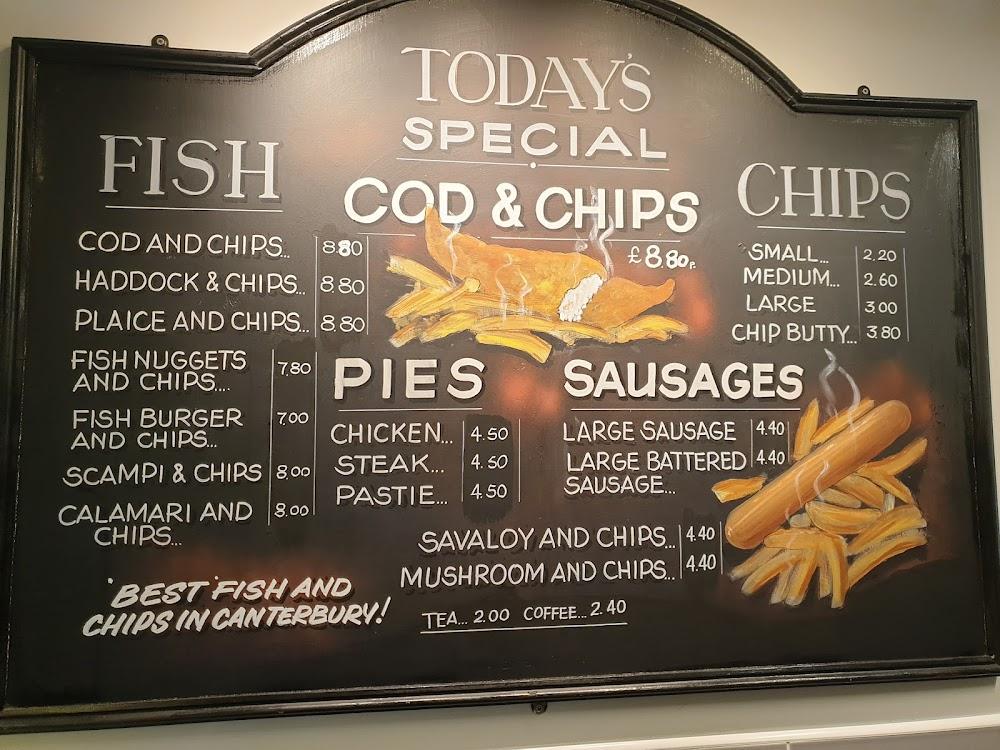 TODAY'S
SPECIAL
COD & CHIPS
£8.80P.
FISH
COD AND CHIPS... 8.80
HADDOCK & CHIPS... 8.80
PLAICE AND CHIPS... 8.80
FISH NUGGETS
AND CHIPS.... 7.80
FISH BURGER
AND CHIPS... 7.00
SCAMPI & CHIPS 8.00
CALAMARI AND
CHIPS... 8.00
'BEST' FISH AND
CHIPS IN CANTERBURY!
PIES
CHICKEN... 4.50
STEAK... 4.50
PASTIE... 4.50
SAUSAGES
LARGE SAUSAGE 4.40
LARGE BATTERED 4.40
SAUSAGE...
SAVALOY AND CHIPS... 4.40
MUSHROOM AND CHIPS... 4.40
TEA... 2.00 COFFEE... 2.40
CHIPS
SMALL... 2.20
MEDIUM... 2.60
LARGE 3.00
CHIP BUTTY... 3.80